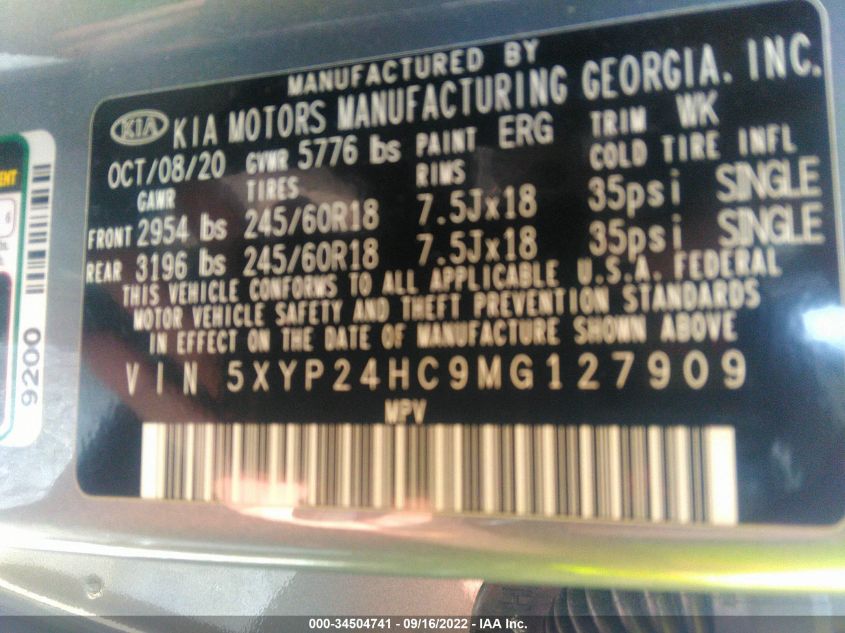 MANUFACTURED BY
KIA KIA MOTORS MANUFACTURING GEORGIA. INC.
OCT/08/20 GVWR 5776 lbs PAINT ERG TRIM WK
GAWR TIRES RIMS COLD TIRE INFL
FRONT 2954 lbs 245/60R18 7.5Jx18 35psi SINGLE
REAR 3196 lbs 245/60R18 7.5Jx18 35psi SINGLE
THIS VEHICLE CONFORMS TO ALL APPLICABLE U.S.A. FEDERAL
MOTOR VEHICLE SAFETY AND THEFT PREVENTION STANDARDS
IN EFFECT ON THE DATE OF MANUFACTURE SHOWN ABOVE
VIN 5XYP24HC9MG127909
MPV
9200
000-34504741 - 09/16/2022 - IAA Inc.